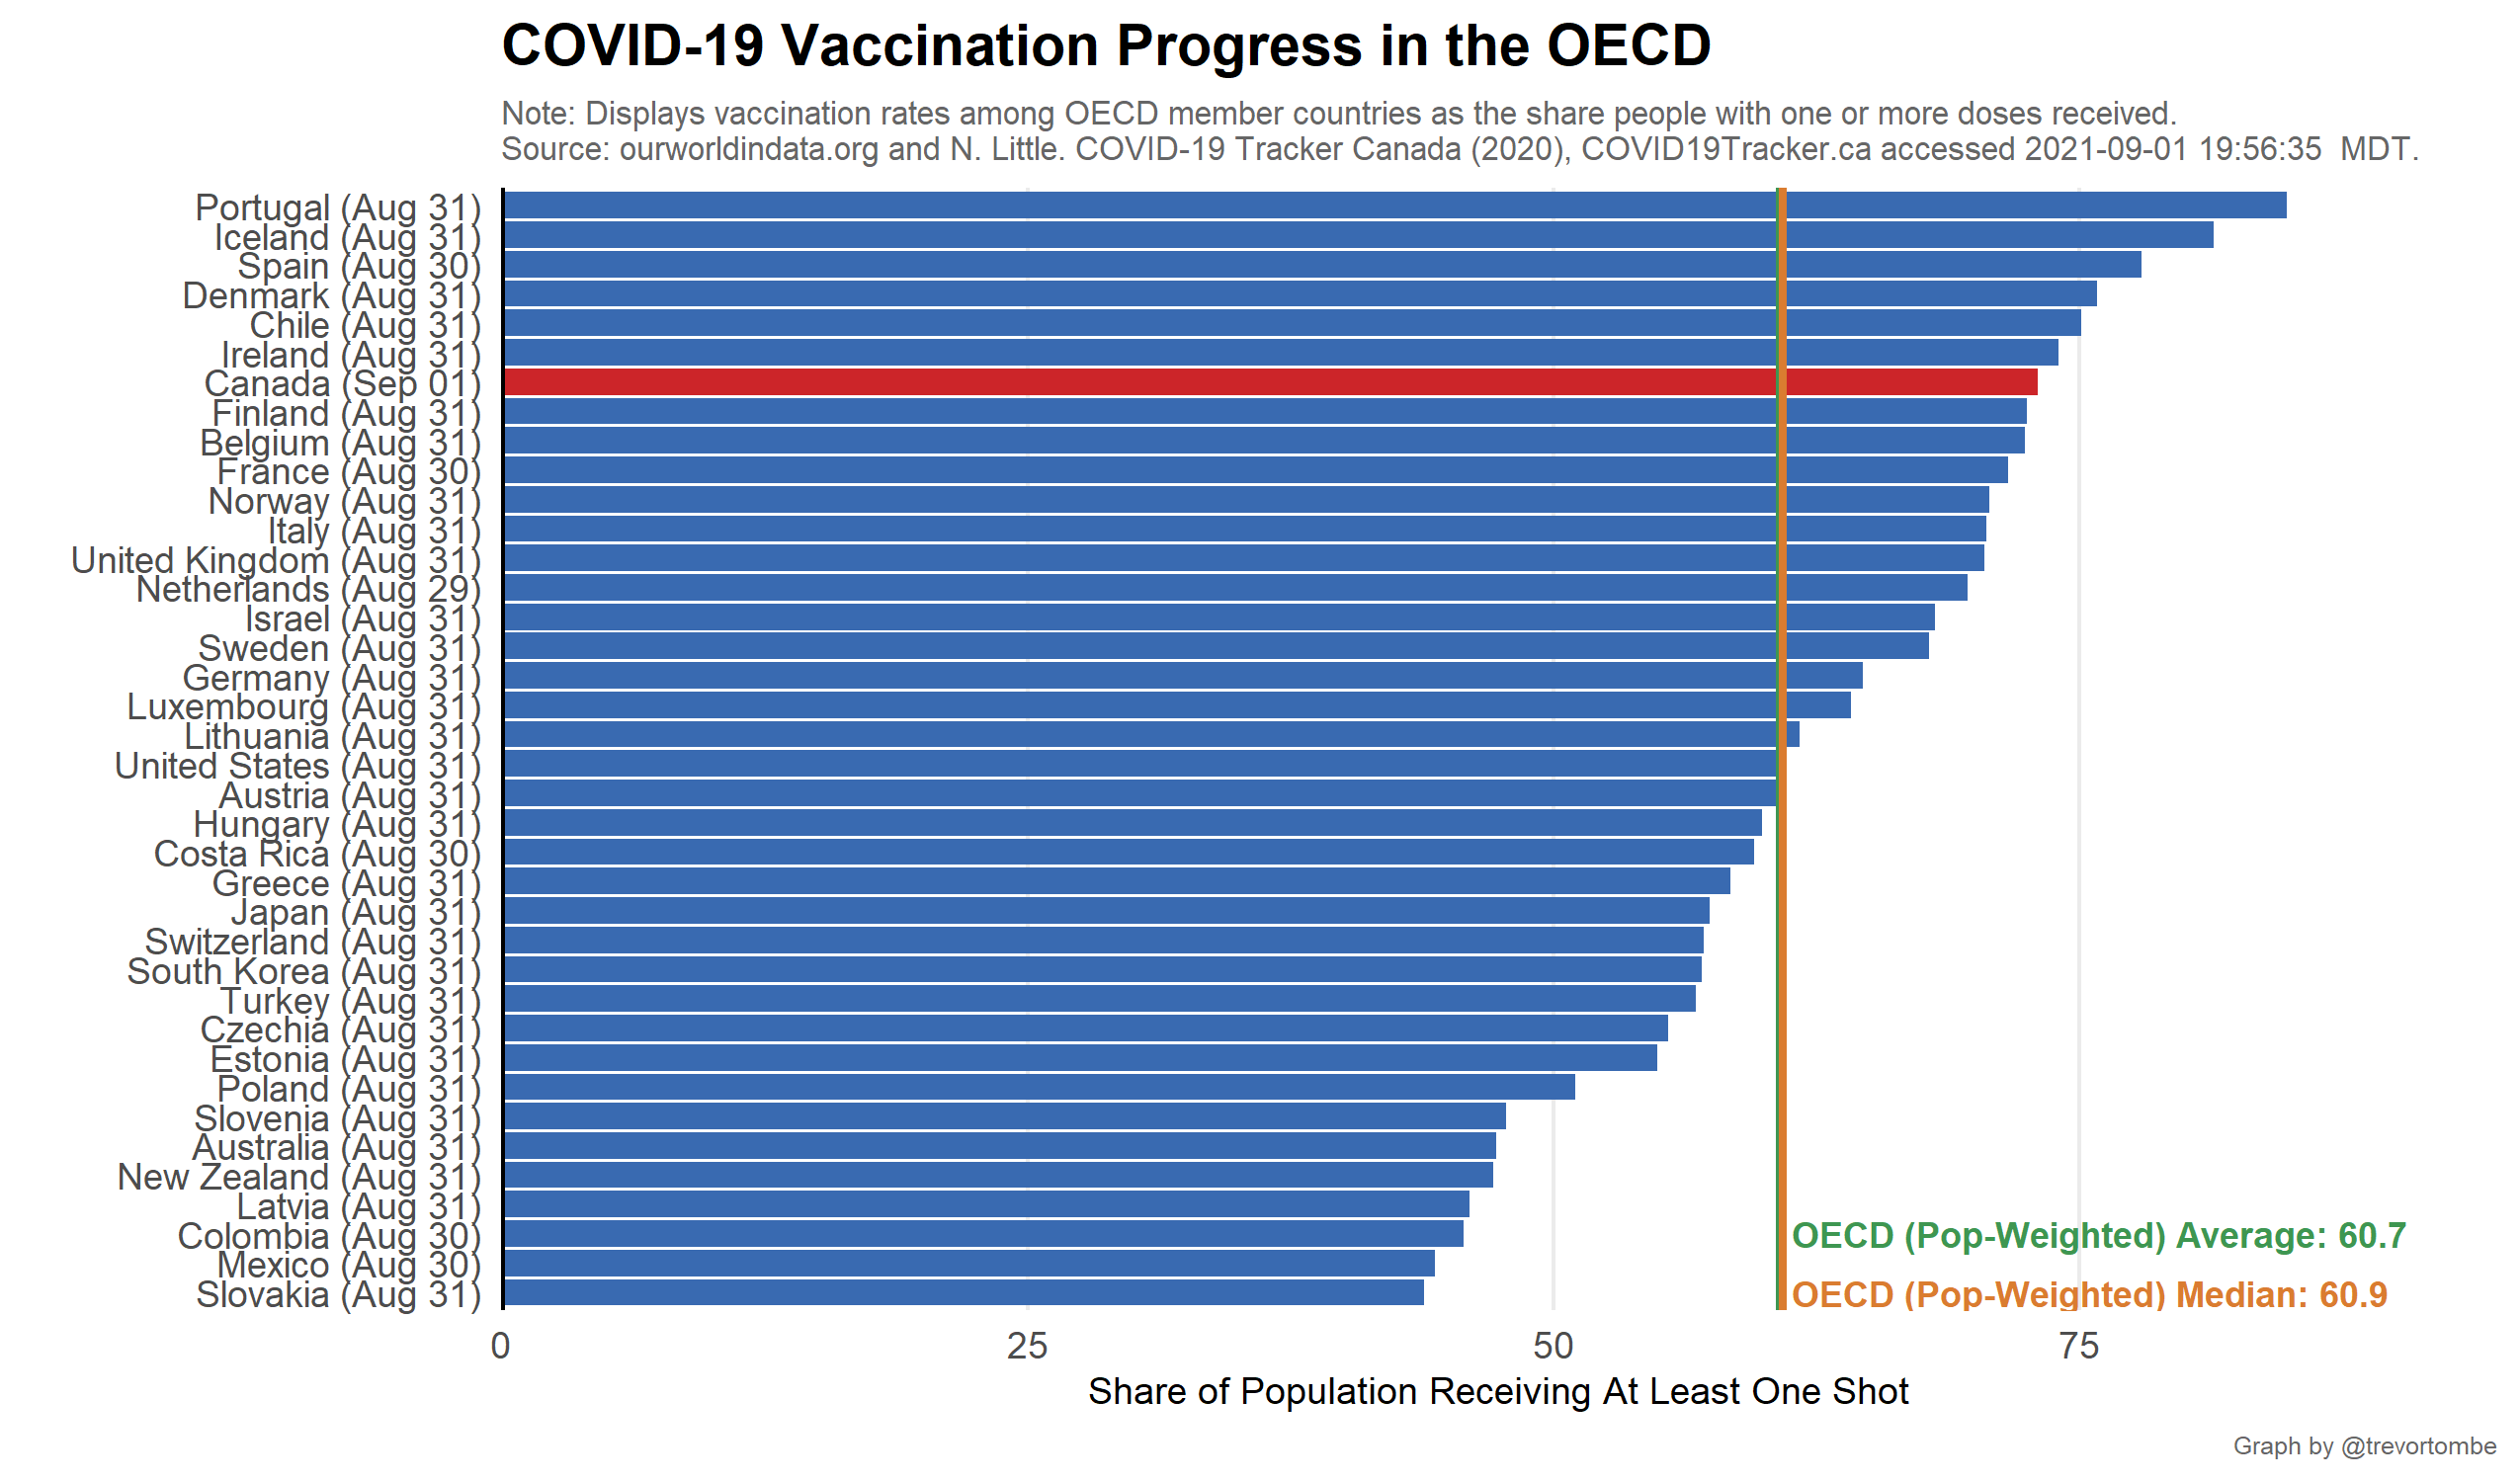 COVID-19 Vaccination Progress in the OECD
Note: Displays vaccination rates among OECD member countries as the share people with one or more doses received.
Source: ourworldindata.org and N. Little. COVID-19 Tracker Canada (2020), COVID19Tracker.ca accessed 2021-09-01 19:56:35  MDT.
Portugal (Aug 31)
Iceland (Aug 31)
Spain (Aug 30)
Denmark (Aug 31)
Chile (Aug 31)
Ireland (Aug 31)
Canada (Sep 01)
Finland (Aug 31)
Belgium (Aug 31)
France (Aug 30)
Norway (Aug 31)
Italy (Aug 31)
United Kingdom (Aug 31)
Netherlands (Aug 29)
Israel (Aug 31)
Sweden (Aug 31)
Germany (Aug 31)
Luxembourg (Aug 31)
Lithuania (Aug 31)
United States (Aug 31)
Austria (Aug 31)
Hungary (Aug 31)
Costa Rica (Aug 30)
Greece (Aug 31)
Japan (Aug 31)
Switzerland (Aug 31)
South Korea (Aug 31)
Turkey (Aug 31)
Czechia (Aug 31)
Estonia (Aug 31)
Poland (Aug 31)
Slovenia (Aug 31)
Australia (Aug 31)
New Zealand (Aug 31)
Latvia (Aug 31)
Colombia (Aug 30)
Mexico (Aug 30)
Slovakia (Aug 31)
OECD (Pop-Weighted) Average: 60.7
OECD (Pop-Weighted) Median: 60.9
0 25 50 75
Share of Population Receiving At Least One Shot
Graph by @trevortombe